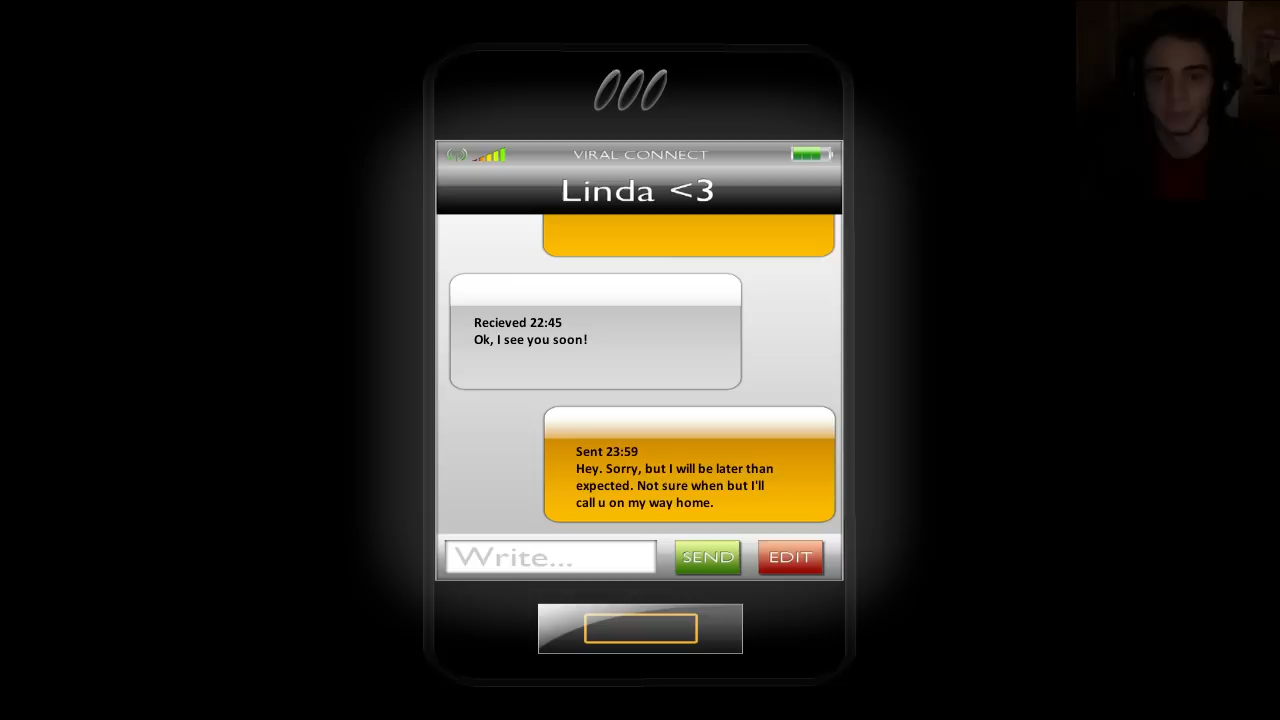 VIRAL CONNECT
Linda <3
Recieved 22:45
Ok, I see you soon!
Sent 23:59
Hey. Sorry, but I will be later than
expected. Not sure when but I'll
call u on my way home.
Write...
SEND
EDIT